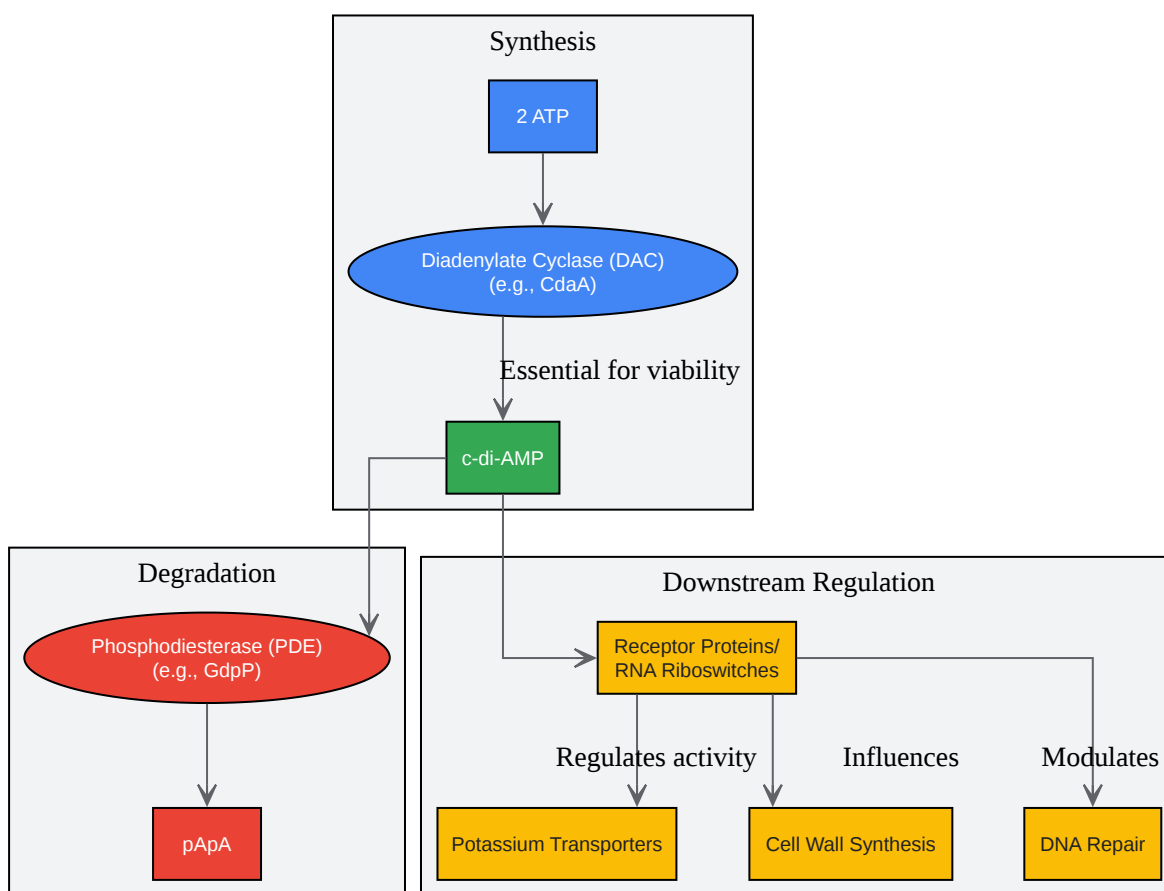 Synthesis
2 ATP
Diadenylate Cyclase (DAC)
(e.g., CdaA)
Essential for viability
c-di-AMP
Degradation
Phosphodiesterase (PDE)
(e.g., GdpP)
pApA
Downstream Regulation
Receptor Proteins/
RNA Riboswitches
Regulates activity
Influences
Modulates
Potassium Transporters
Cell Wall Synthesis
DNA Repair